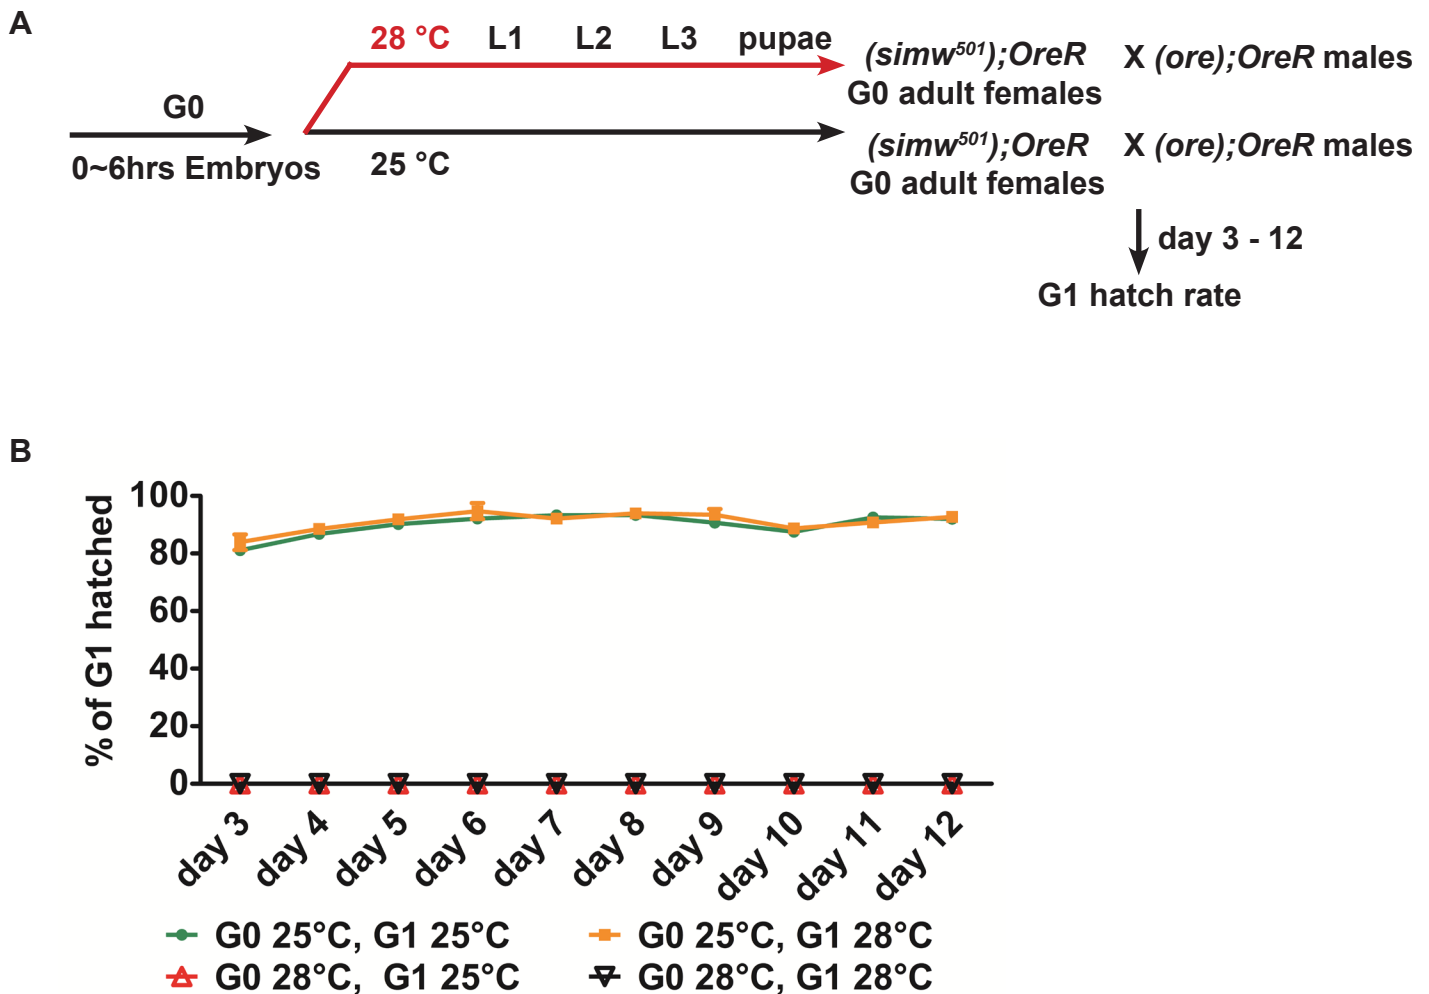 A
28 °C L1 L2 L3 pupae
(simw⁵⁰¹);OreR X (ore);OreR males
G0 adult females
G0
0~6hrs Embryos
25 °C
(simw⁵⁰¹);OreR X (ore);OreR males
G0 adult females
day 3 - 12
G1 hatch rate
B
% of G1 hatched
100
80
60
40
20
0
day 3 day 4 day 5 day 6 day 7 day 8 day 9 day 10 day 11 day 12
G0 25°C, G1 25°C G0 25°C, G1 28°C
G0 28°C, G1 25°C G0 28°C, G1 28°C